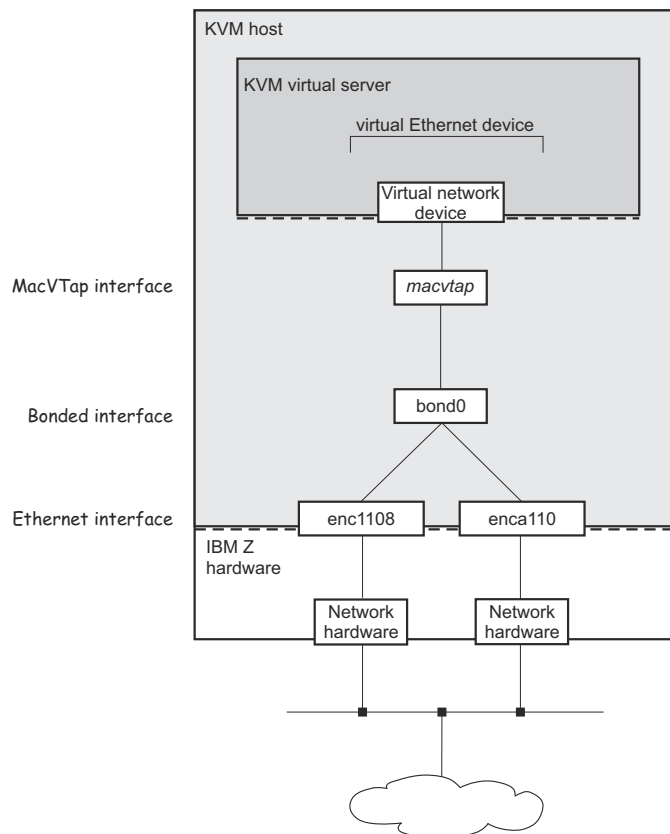 KVM host
KVM virtual server
virtual Ethernet device
Virtual network
device
MacVTap interface
macvtap
Bonded interface
bond0
Ethernet interface
enc1108
enca110
IBM Z
hardware
Network
hardware
Network
hardware